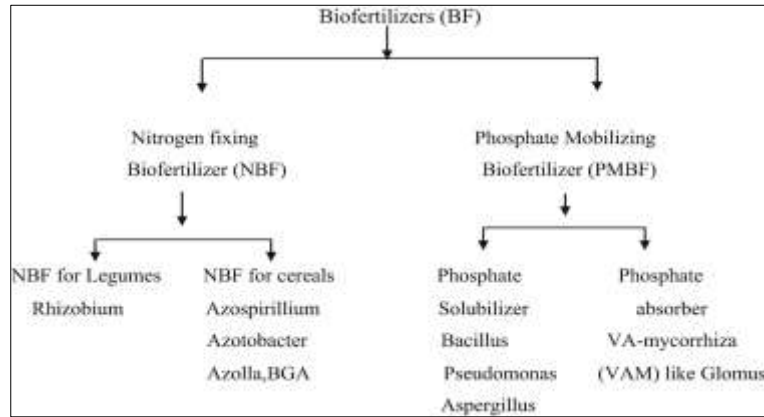 Biofertilizers (BF)
Nitrogen fixing
Biofertilizer (NBF)
Phosphate Mobilizing
Biofertilizer (PMBF)
NBF for Legumes
Rhizobium
NBF for cereals
Azospirillium
Azotobacter
Azolla,BGA
Phosphate
Solubilizer
Bacillus
Pseudomonas
Aspergillus
Phosphate
absorber
VA-mycorrhiza
(VAM) like Glomus